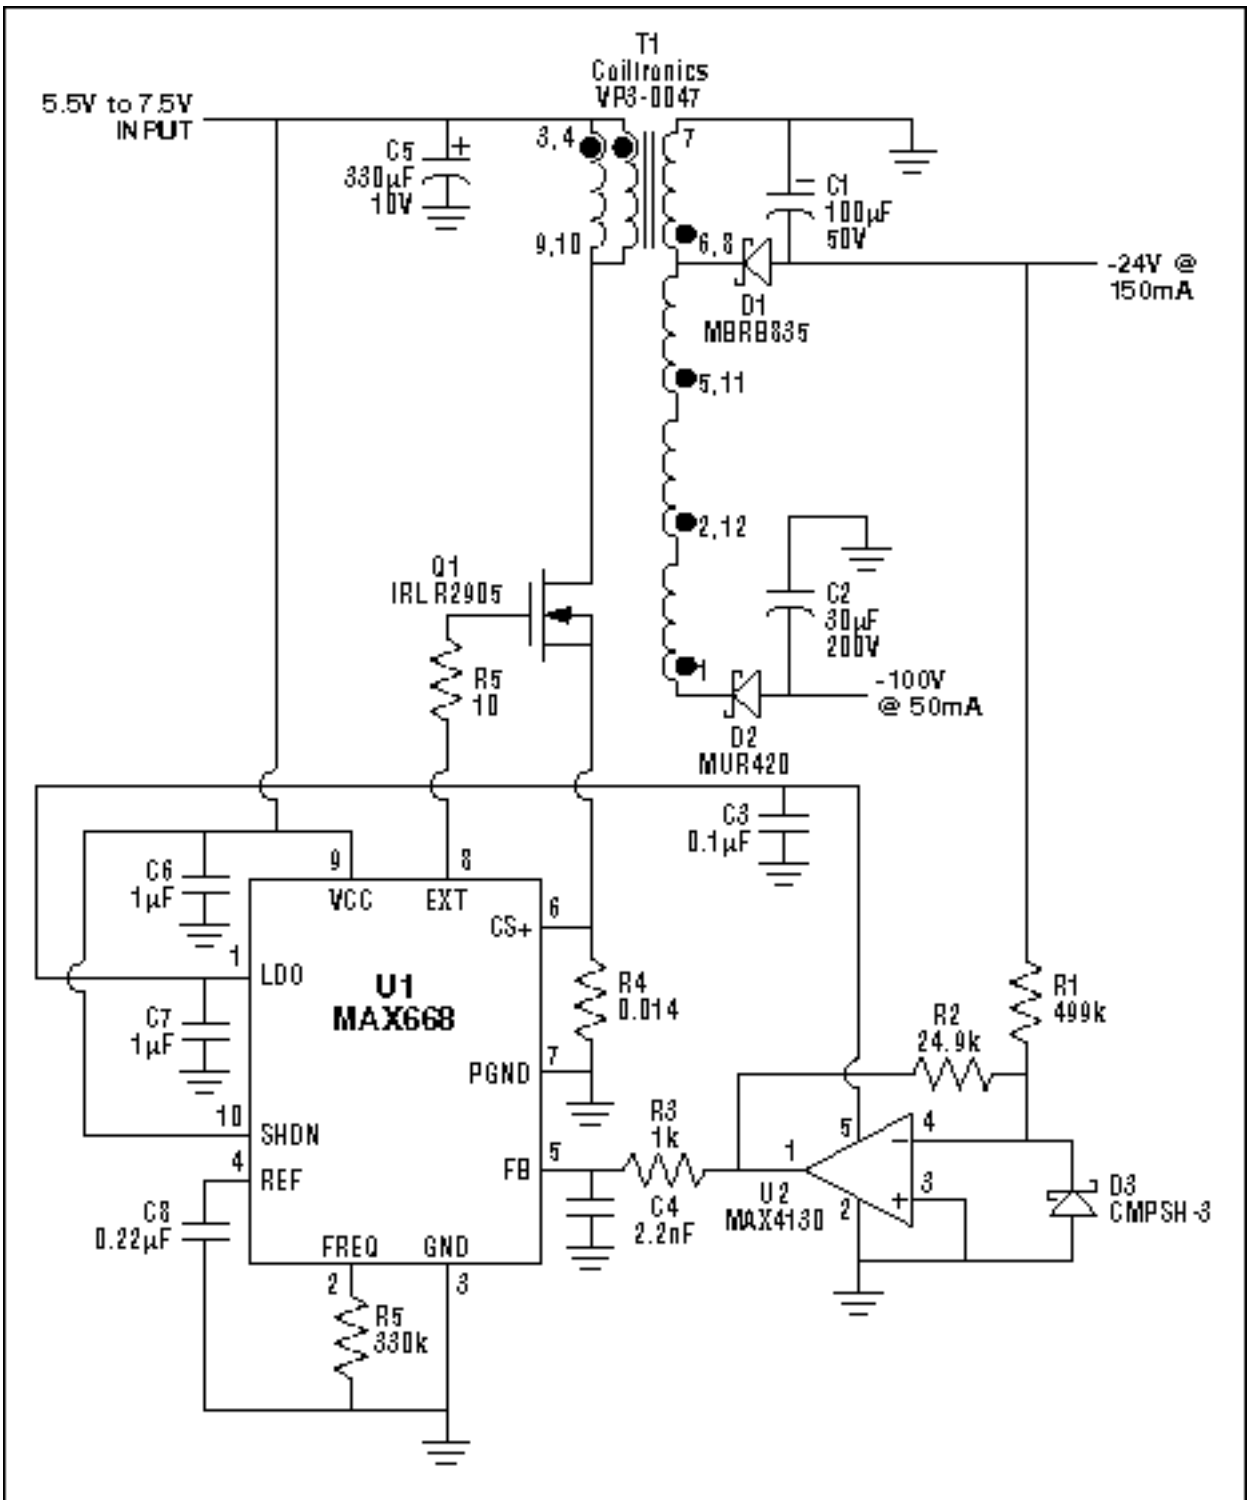 T1
Coiltronics
VP3-0047
5.5V to 7.5V
INPUT
C5
330µF
10V
+
3,4
9,10
7
6,8
−
C1
100µF
50V
D1
MBRB835
-24V @
150mA
5,11
2,12
1
C2
30µF
200V
-100V
@ 50mA
D2
MUR420
Q1
IRLR2905
R5
10
C3
0.1µF
C6
1µF
9
8
VCC
EXT
6
CS+
1
LDO
U1
MAX668
R4
0.014
C7
1µF
7
PGND
R1
499k
R2
24.9k
10
SHDN
R3
1k
5
FB
4
REF
C8
0.22µF
C4
2.2nF
1
5
4
−
3
+
2
U2
MAX4130
D3
CMPSH-3
FREQ
GND
2
3
R5
330k